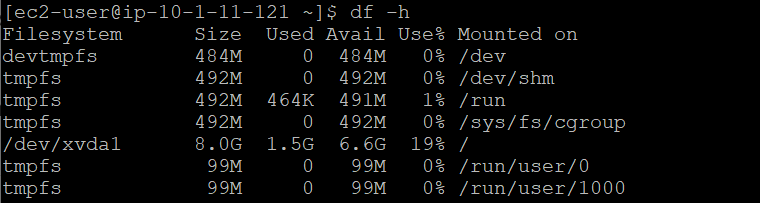 [ec2-user@ip-10-1-11-121 ~]$ df -h
Filesystem      Size  Used Avail Use% Mounted on
devtmpfs        484M     0  484M   0% /dev
tmpfs           492M     0  492M   0% /dev/shm
tmpfs           492M  464K  491M   1% /run
tmpfs           492M     0  492M   0% /sys/fs/cgroup
/dev/xvda1      8.0G  1.5G  6.6G  19% /
tmpfs            99M     0   99M   0% /run/user/0
tmpfs            99M     0   99M   0% /run/user/1000